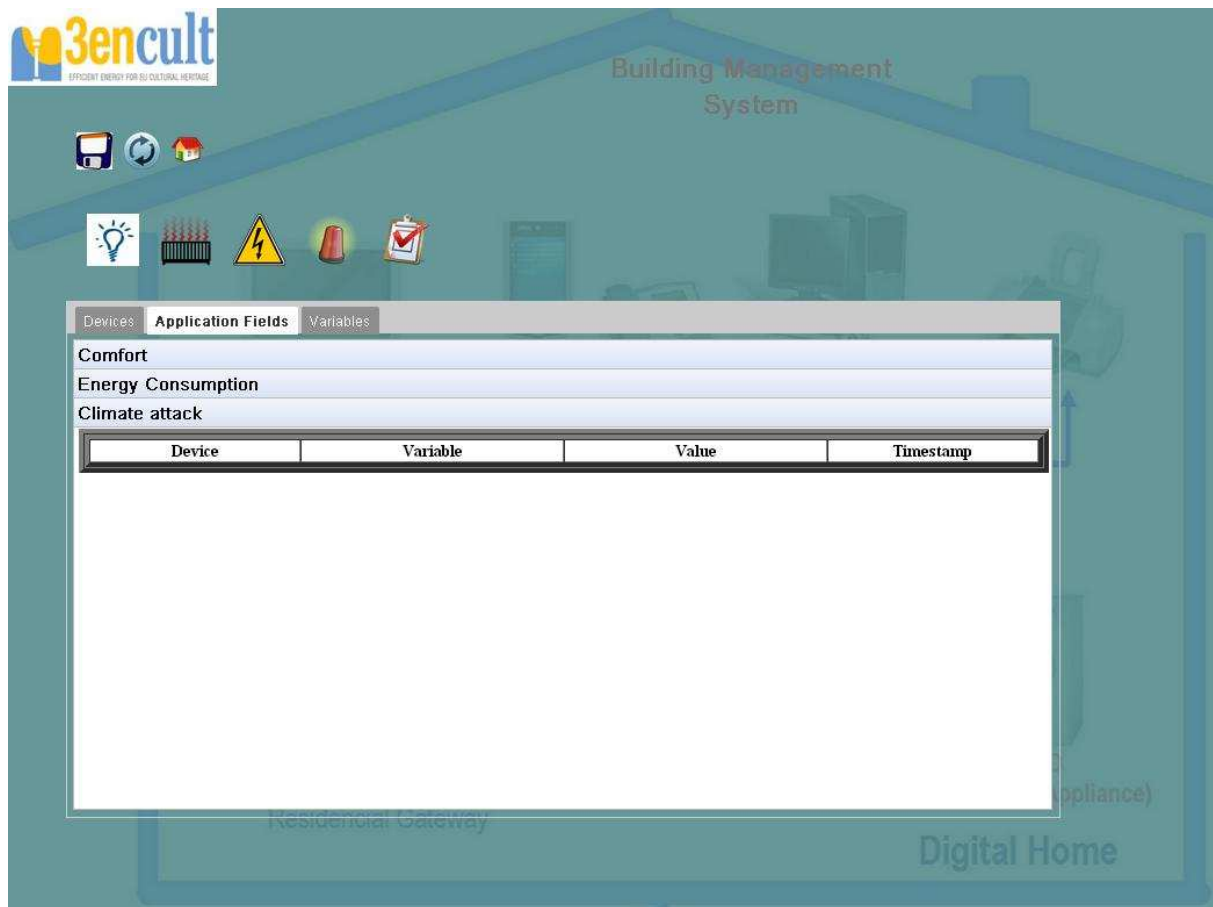 3encult
EFFICIENT ENERGY FOR EU CULTURAL HERITAGE
Building Management
System
Devices Application Fields Variables
Comfort
Energy Consumption
Climate attack
Device Variable Value Timestamp
Residencial Gateway
Digital Home